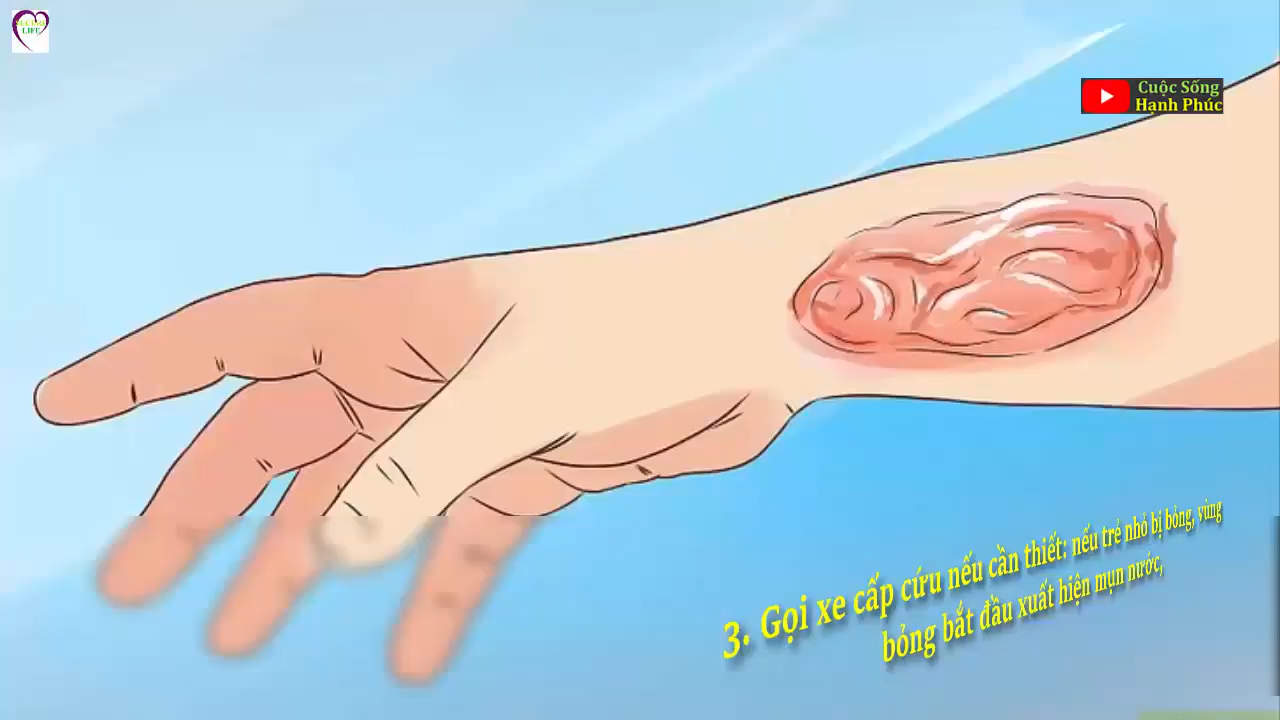 LIFE
Cuộc Sống
Hạnh Phúc
3. Gọi xe cấp cứu nếu cần thiết: nếu trẻ nhỏ bị bỏng, vùng
bỏng bắt đầu xuất hiện mụn nước,